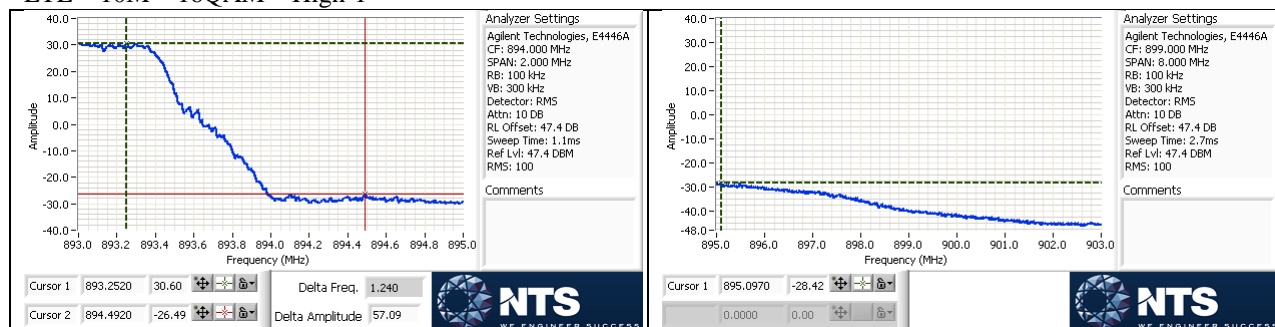 LTE – 10M – 16QAM – High-1
40.0
30.0
20.0
10.0
0.0
-10.0
-20.0
-30.0
-40.0
Amplitude
893.0 893.2 893.4 893.6 893.8 894.0 894.2 894.4 894.6 894.8 895.0
Frequency (MHz)
Analyzer Settings
Agilent Technologies, E4446A
CF: 894.000 MHz
SPAN: 2.000 MHz
RB: 100 kHz
VB: 300 kHz
Detector: RMS
Attn: 10 DB
RL Offset: 47.4 DB
Sweep Time: 1.1ms
Ref Lvl: 47.4 DBM
RMS: 100
Comments
Cursor 1 893.2520 30.60
Cursor 2 894.4920 -26.49
Delta Freq. 1.240
Delta Amplitude 57.09
NTS
WE ENGINEER SUCCESS
40.0
30.0
20.0
10.0
0.0
-10.0
-20.0
-30.0
-40.0
-48.0
Amplitude
895.0 896.0 897.0 898.0 899.0 900.0 901.0 902.0 903.0
Frequency (MHz)
Analyzer Settings
Agilent Technologies, E4446A
CF: 899.000 MHz
SPAN: 8.000 MHz
RB: 100 kHz
VB: 300 kHz
Detector: RMS
Attn: 10 DB
RL Offset: 47.4 DB
Sweep Time: 2.7ms
Ref Lvl: 47.4 DBM
RMS: 100
Comments
Cursor 1 895.0970 -28.42
0.0000 0.00
NTS
WE ENGINEER SUCCESS